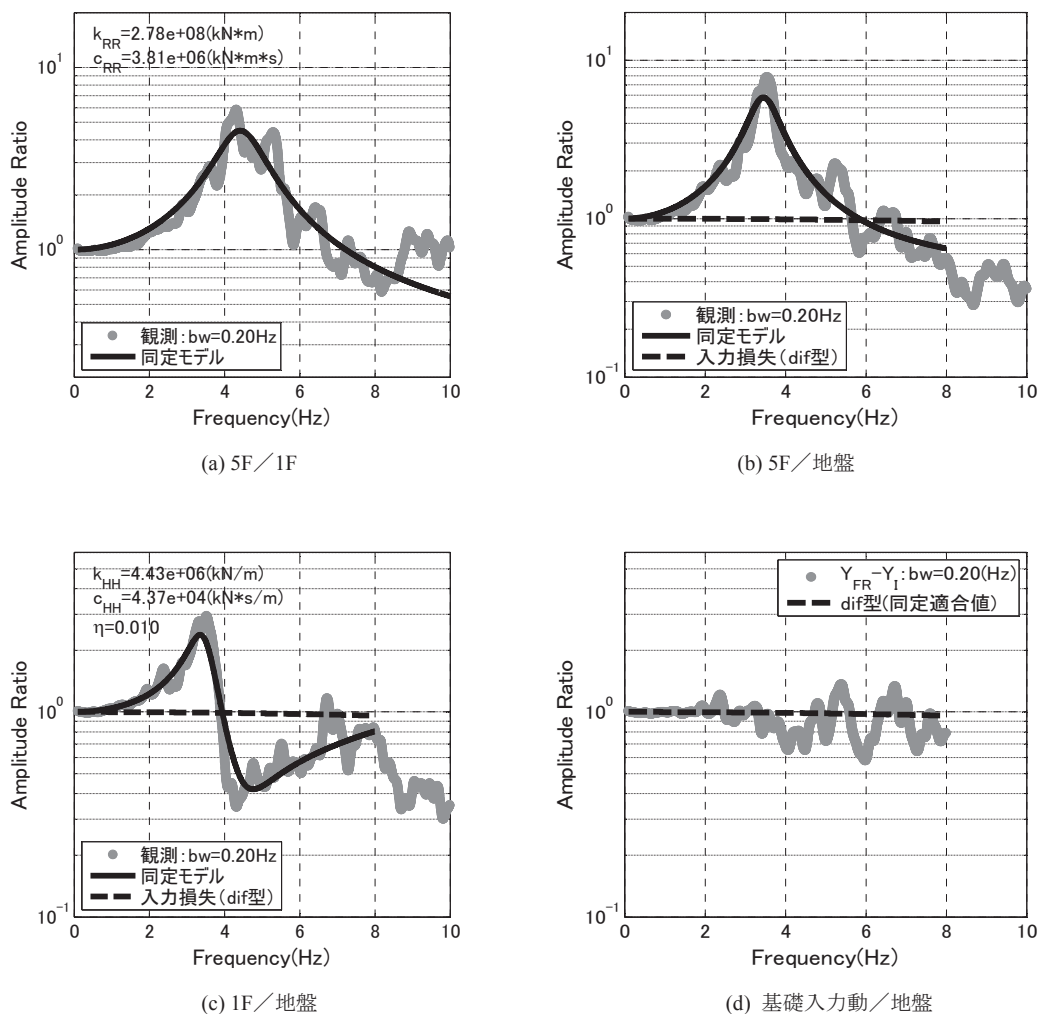 k_RR=2.78e+08(kN*m)
c_RR=3.81e+06(kN*m*s)
10^1
10^0
Amplitude Ratio
観測:bw=0.20Hz
同定モデル
0 2 4 6 8 10
Frequency(Hz)
(a) 5F／1F
10^1
10^0
10^-1
Amplitude Ratio
観測:bw=0.20Hz
同定モデル
入力損失(dif型)
0 2 4 6 8 10
Frequency(Hz)
(b) 5F／地盤
k_HH=4.43e+06(kN/m)
c_HH=4.37e+04(kN*s/m)
η=0.010
10^0
10^-1
Amplitude Ratio
観測:bw=0.20Hz
同定モデル
入力損失(dif型)
0 2 4 6 8 10
Frequency(Hz)
(c) 1F／地盤
Y_FR-Y_I:bw=0.20(Hz)
dif型(同定適合値)
10^0
10^-1
Amplitude Ratio
0 2 4 6 8 10
Frequency(Hz)
(d) 基礎入力動／地盤